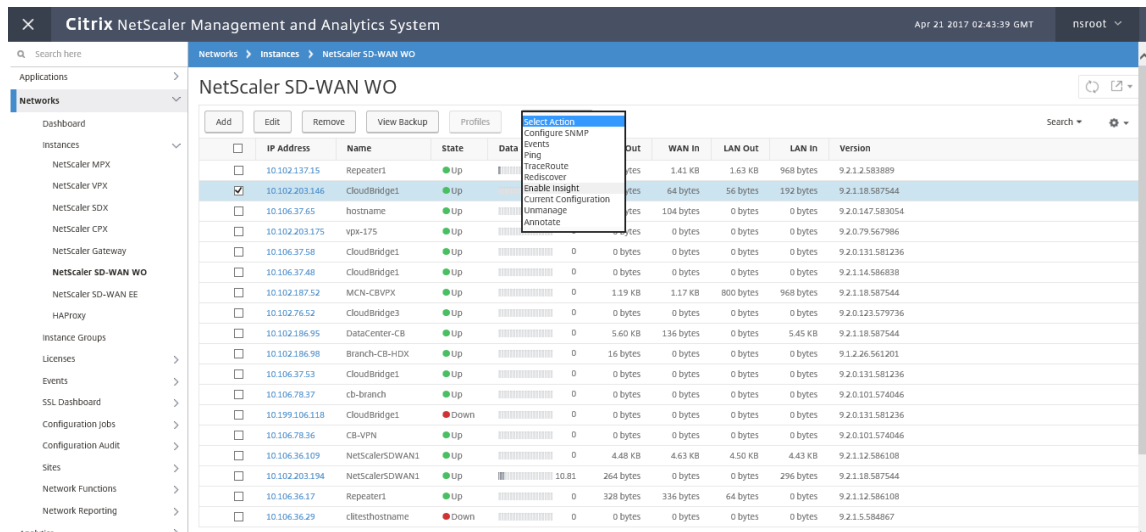 Citrix NetScaler Management and Analytics System
Apr 21 2017 02:43:39 GMT
nsroot
Search here
Networks > Instances > NetScaler SD-WAN WO
Applications
Networks
Dashboard
Instances
NetScaler MPX
NetScaler VPX
NetScaler SDX
NetScaler CPX
NetScaler Gateway
NetScaler SD-WAN WO
NetScaler SD-WAN EE
HAProxy
Instance Groups
Licenses
Events
SSL Dashboard
Configuration Jobs
Configuration Audit
Sites
Network Functions
Network Reporting
NetScaler SD-WAN WO
Add Edit Remove View Backup Profiles
Search
Select Action
Configure SNMP
Events
Ping
TraceRoute
Rediscover
Enable Insight
Current Configuration
Unmanage
Annotate
IP Address Name State Data Out WAN In LAN Out LAN In Version
10.102.137.15 Repeater1 Up 1.41 KB 1.63 KB 968 bytes 9.2.1.2.583889
10.102.203.146 CloudBridge1 Up 64 bytes 56 bytes 192 bytes 9.2.1.18.587544
10.106.37.65 hostname Up 104 bytes 0 bytes 0 bytes 9.2.0.147.583054
10.102.203.175 vpx-175 Up 0 bytes 0 bytes 0 bytes 9.2.0.79.567986
10.106.37.58 CloudBridge1 Up 0 0 bytes 0 bytes 0 bytes 0 bytes 9.2.0.131.581236
10.106.37.48 CloudBridge1 Up 0 0 bytes 0 bytes 0 bytes 0 bytes 9.2.1.14.586838
10.102.187.52 MCN-CBVPX Up 0 1.19 KB 1.17 KB 800 bytes 968 bytes 9.2.1.18.587544
10.102.76.52 CloudBridge3 Up 0 0 bytes 0 bytes 0 bytes 0 bytes 9.2.0.123.579736
10.102.186.95 DataCenter-CB Up 0 5.60 KB 136 bytes 0 bytes 5.45 KB 9.2.1.18.587544
10.102.186.98 Branch-CB-HDX Up 0 16 bytes 0 bytes 0 bytes 0 bytes 9.1.2.26.561201
10.106.37.53 CloudBridge1 Up 0 0 bytes 0 bytes 0 bytes 0 bytes 9.2.0.131.581236
10.106.78.37 cb-branch Up 0 0 bytes 0 bytes 0 bytes 0 bytes 9.2.0.101.574046
10.199.106.118 CloudBridge1 Down 0 0 bytes 0 bytes 0 bytes 0 bytes 9.2.0.131.581236
10.106.78.36 CB-VPN Up 0 0 bytes 0 bytes 0 bytes 0 bytes 9.2.0.101.574046
10.106.36.109 NetScalerSDWAN1 Up 0 4.48 KB 4.63 KB 4.50 KB 4.43 KB 9.2.1.12.586108
10.102.203.194 NetScalerSDWAN1 Up 10.81 264 bytes 0 bytes 0 bytes 296 bytes 9.2.1.18.587544
10.106.36.17 Repeater1 Up 0 328 bytes 336 bytes 64 bytes 0 bytes 9.2.1.12.586108
10.106.36.29 clitesthostname Down 0 0 bytes 0 bytes 0 bytes 0 bytes 9.2.1.5.584867